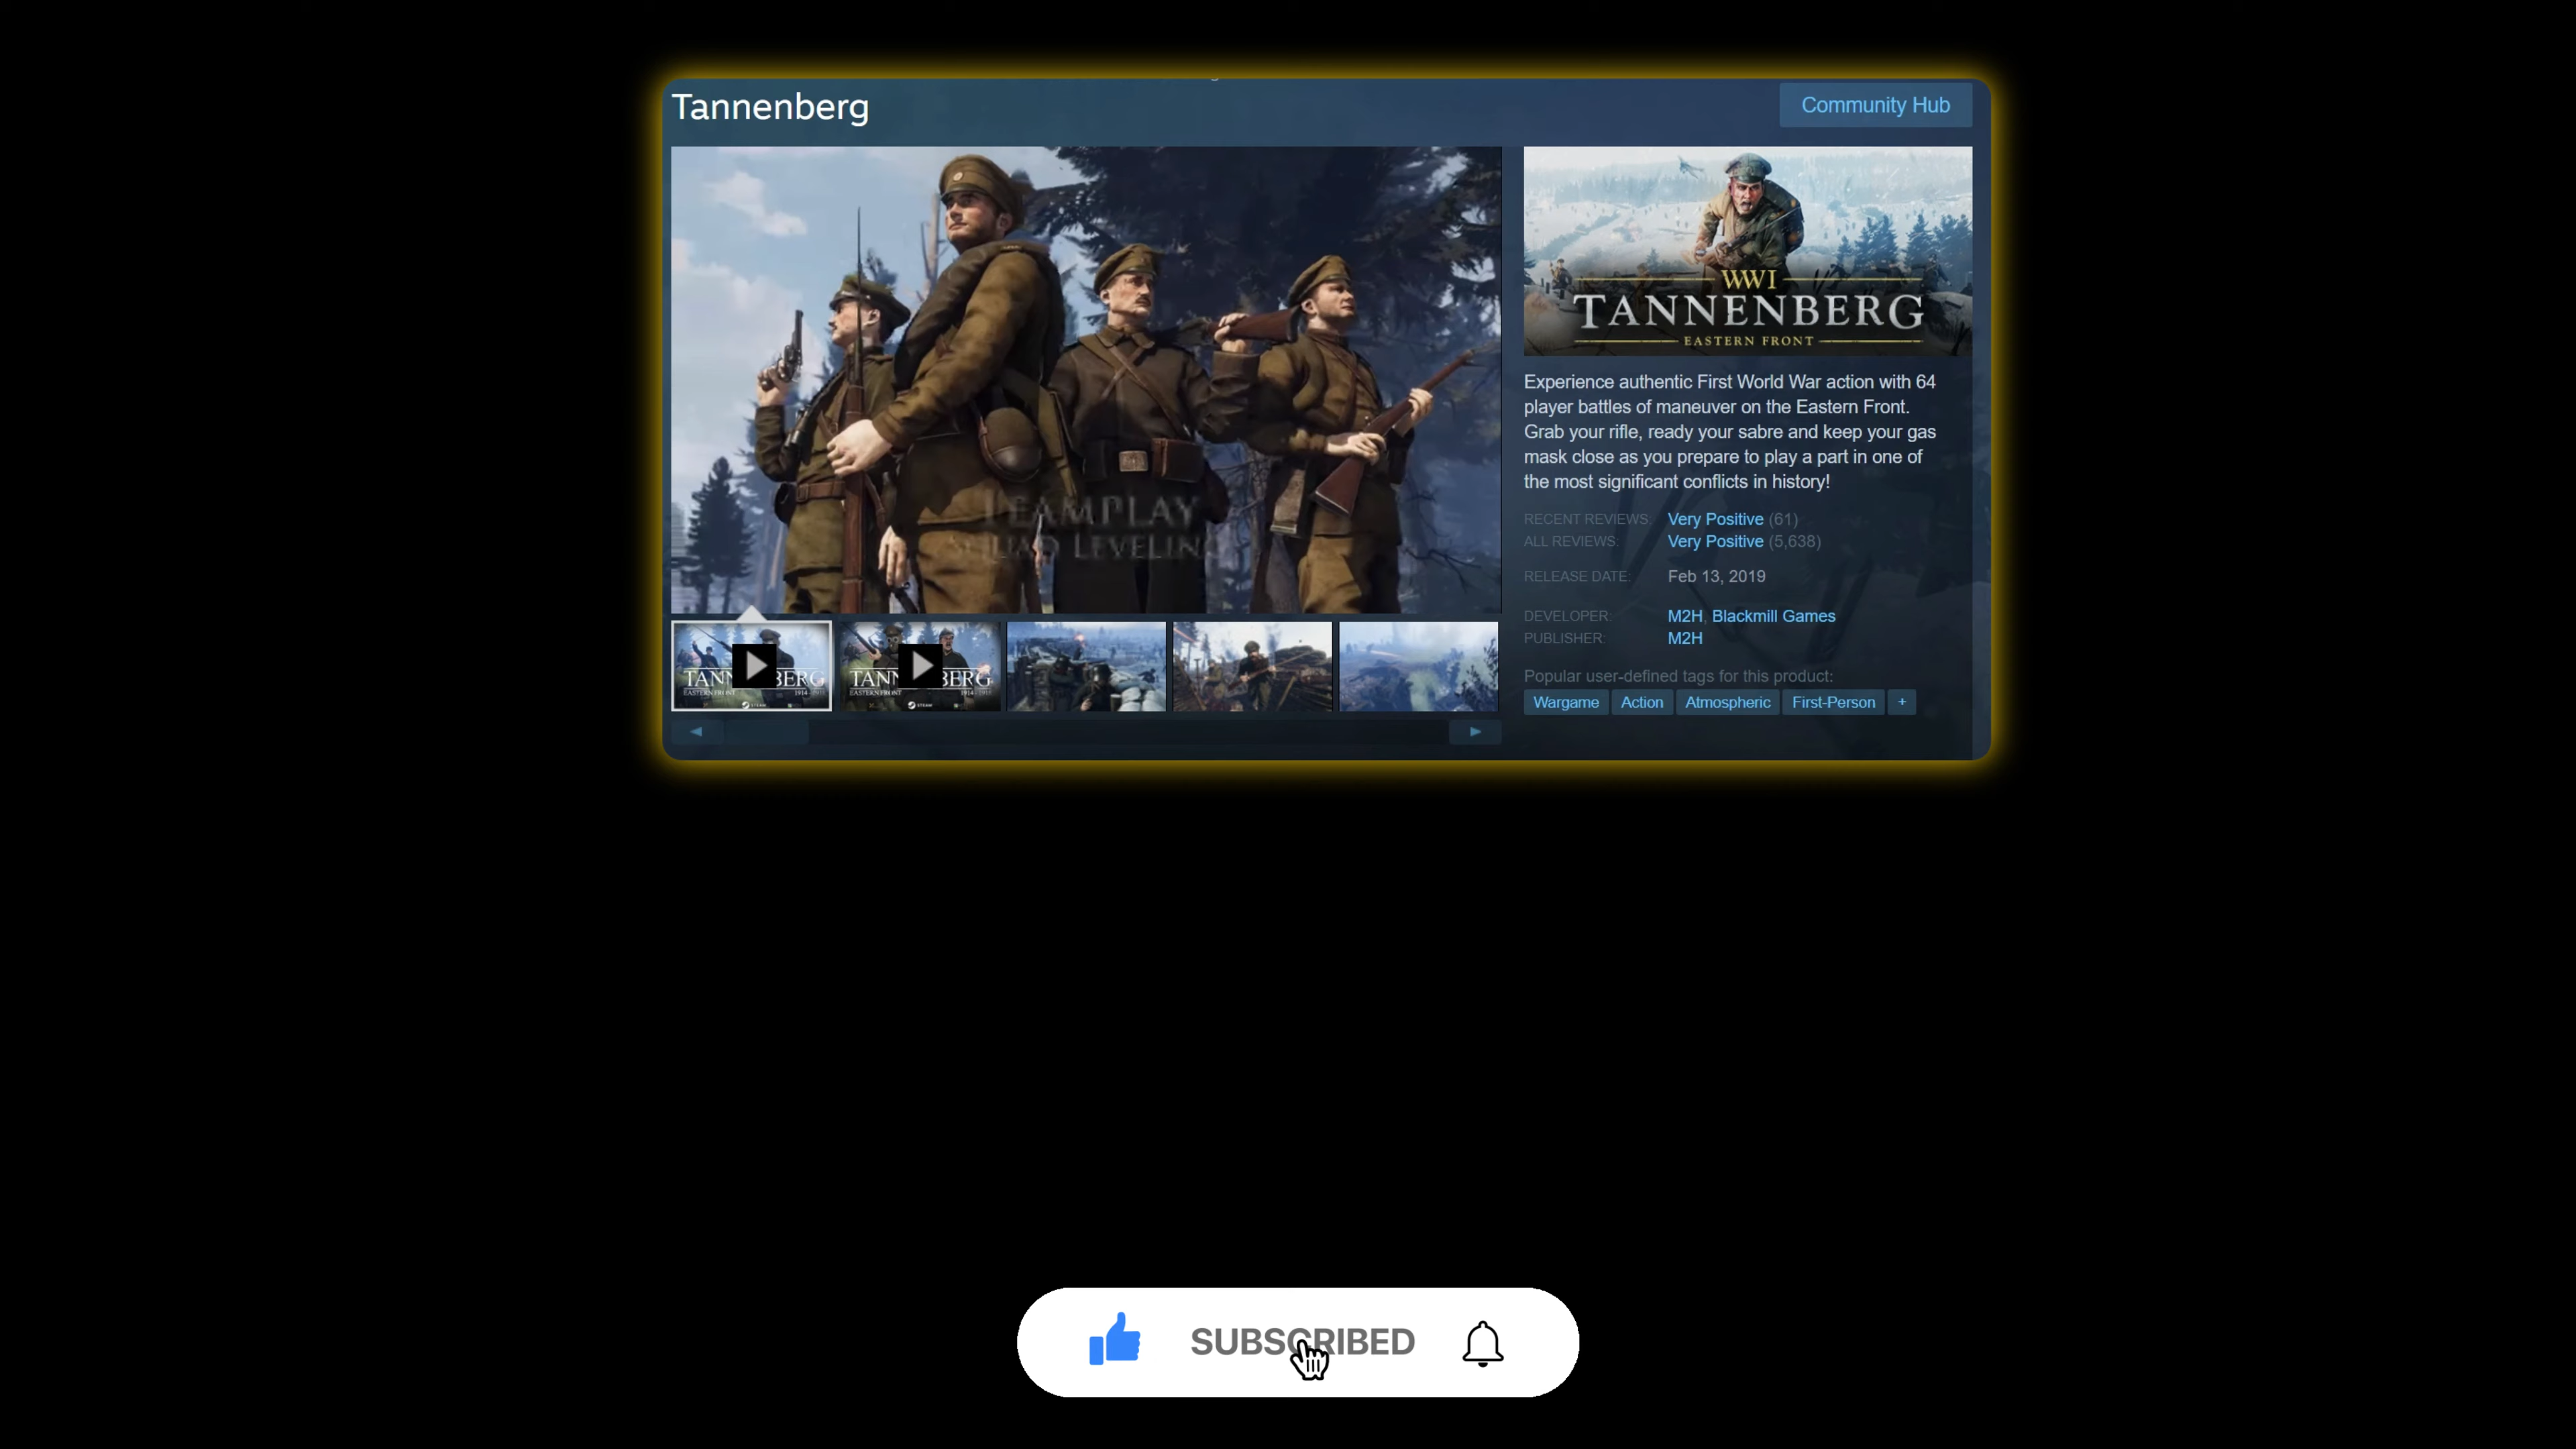 Tannenberg
Community Hub
TEAMPLAY
SQUAD LEVELING
WWI
TANNENBERG
EASTERN FRONT
Experience authentic First World War action with 64
player battles of maneuver on the Eastern Front.
Grab your rifle, ready your sabre and keep your gas
mask close as you prepare to play a part in one of
the most significant conflicts in history!
RECENT REVIEWS: Very Positive (61)
ALL REVIEWS: Very Positive (5,638)
RELEASE DATE: Feb 13, 2019
DEVELOPER: M2H, Blackmill Games
PUBLISHER: M2H
Popular user-defined tags for this product:
Wargame Action Atmospheric First-Person +
SUBSCRIBED